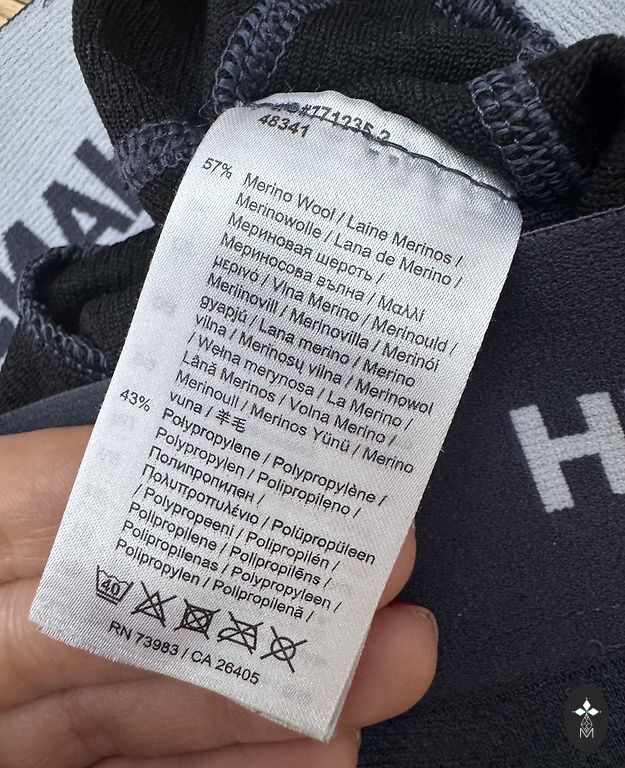 #171235 2
48341
57% Merino Wool / Laine Merinos /
Merinowolle / Lana de Merino /
Мериновая шерсть /
Мериносова вълна / Μαλλί
μερινό / Vlna Merino / Merinould /
Merinovill / Merinovilla / Merinói
gyapjú / Lana merino / Merino
vilna / Merinosų vilna / Merinowol
/ Wełna merynosa / La Merino /
Lână Merinos / Volna Merino /
Merinoull / Merinos Yünü / Merino
vuna / 羊毛
43% Polypropylene / Polypropylène /
Polypropylen / Polipropileno /
Полипропилен /
Πολυπροπυλένιο / Polüpropüleen
/ Polypropeeni / Polipropilén /
Polipropilene / Polipropilēns /
Polipropilenas / Polypropyleen /
Polipropylen / Polipropilenă /
40
RN 73983 / CA 26405
H
M